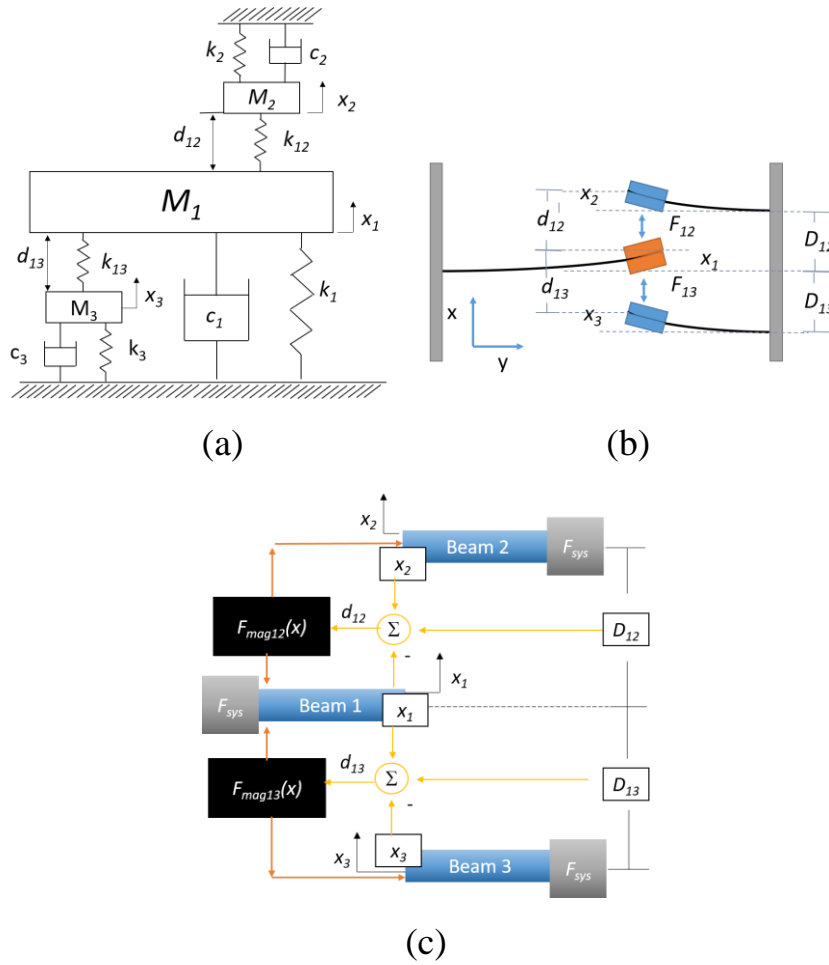 k2
c2
M2
x2
d12
k12
M1
x1
d13
k13
M3
x3
c1
k1
c3
k3
(a)
x2
d12
F12
D12
x1
d13
F13
D13
x3
x
y
(b)
x2
Beam 2
Fsys
x2
d12
Fmag12(x)
Σ
D12
-
x1
Fsys
Beam 1
x1
d13
Fmag13(x)
Σ
D13
-
x3
x3
Beam 3
Fsys
(c)